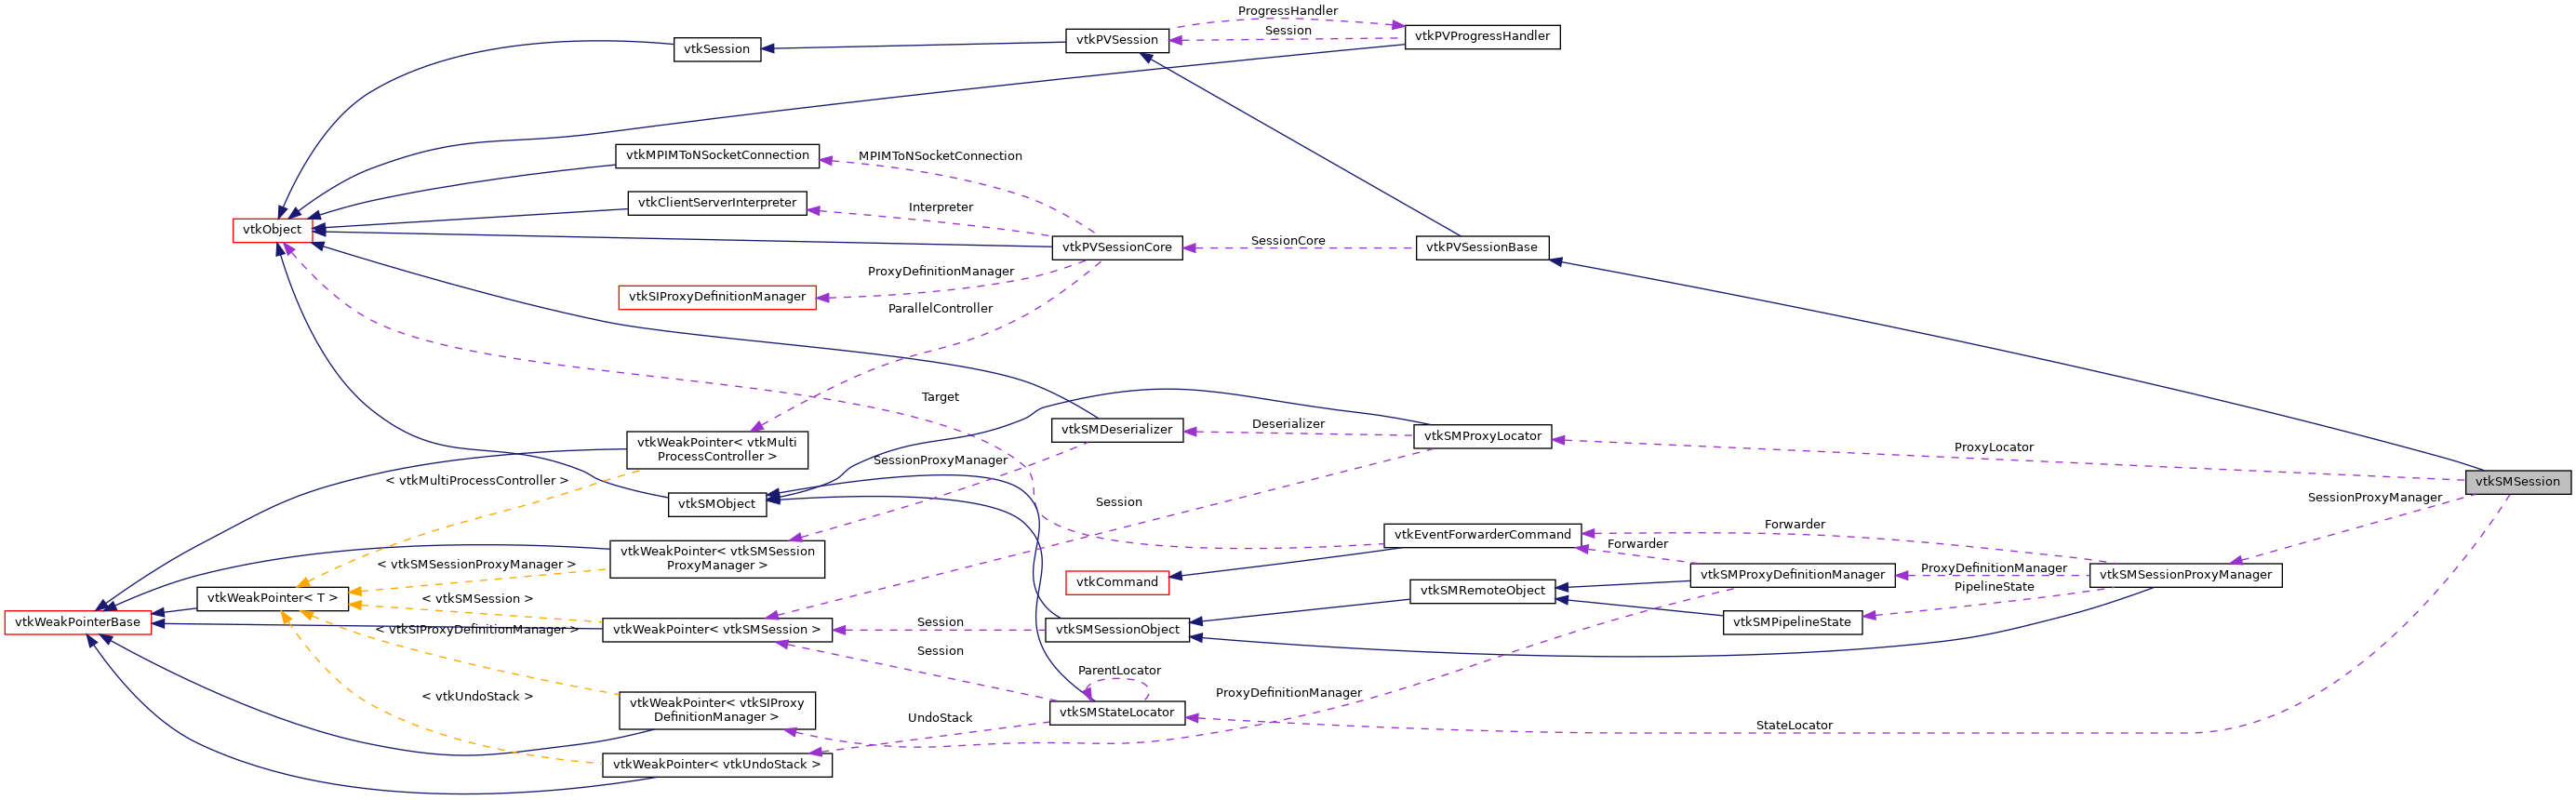 ProgressHandler
Session
vtkPVProgressHandler
vtkPVSession
vtkSession
vtkMPIMToNSocketConnection
MPIMToNSocketConnection
vtkClientServerInterpreter
Interpreter
vtkObject
vtkPVSessionCore
SessionCore
vtkPVSessionBase
ProxyDefinitionManager
vtkSIProxyDefinitionManager
ParallelController
Target
vtkSMDeserializer
Deserializer
vtkSMProxyLocator
ProxyLocator
vtkWeakPointer< vtkMulti
ProcessController >
SessionProxyManager
< vtkMultiProcessController >
vtkSMObject
Session
vtkSMSession
SessionProxyManager
Forwarder
vtkEventForwarderCommand
Forwarder
vtkWeakPointer< vtkSMSession
ProxyManager >
< vtkSMSessionProxyManager >
vtkCommand
vtkSMProxyDefinitionManager
ProxyDefinitionManager
vtkSMSessionProxyManager
PipelineState
vtkSMRemoteObject
vtkWeakPointer< T >
< vtkSMSession >
vtkWeakPointerBase
vtkSMPipelineState
< vtkSIProxyDefinitionManager >
vtkWeakPointer< vtkSMSession >
Session
vtkSMSessionObject
Session
ParentLocator
< vtkUndoStack >
vtkWeakPointer< vtkSIProxy
DefinitionManager >
ProxyDefinitionManager
UndoStack
vtkSMStateLocator
StateLocator
vtkWeakPointer< vtkUndoStack >